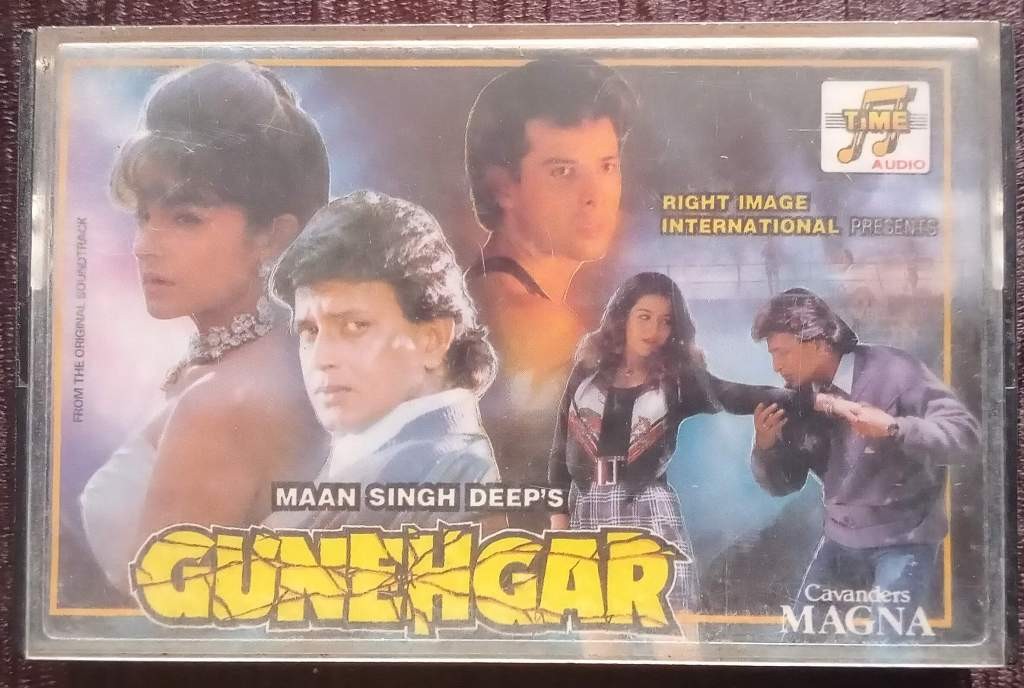 TIME
AUDIO
RIGHT IMAGE
INTERNATIONAL PRESENTS
FROM THE ORIGINAL SOUNDTRACK
MAAN SINGH DEEP'S
GUNEHGAR
Cavanders
MAGNA